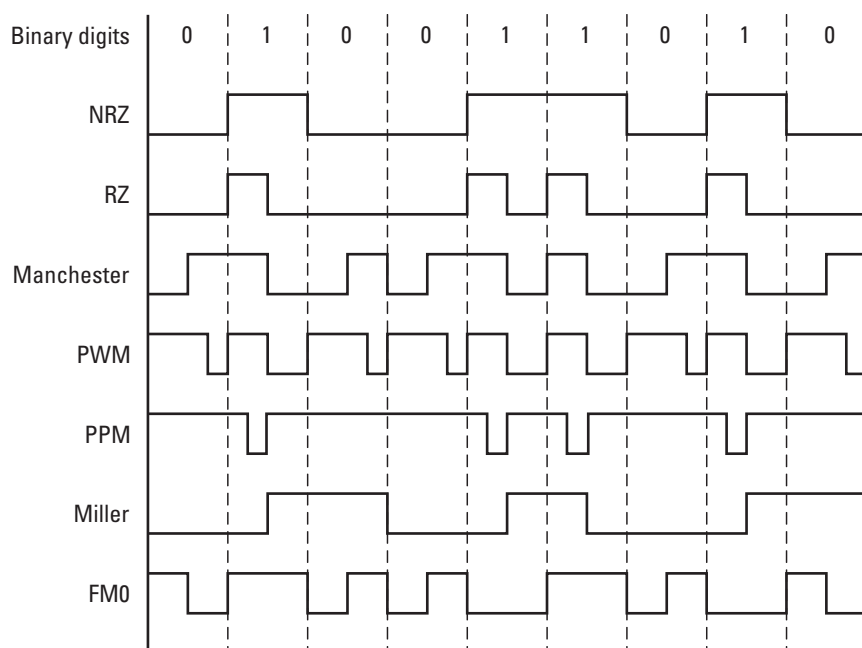 Binary digits 0 1 0 0 1 1 0 1 0
NRZ
RZ
Manchester
PWM
PPM
Miller
FM0